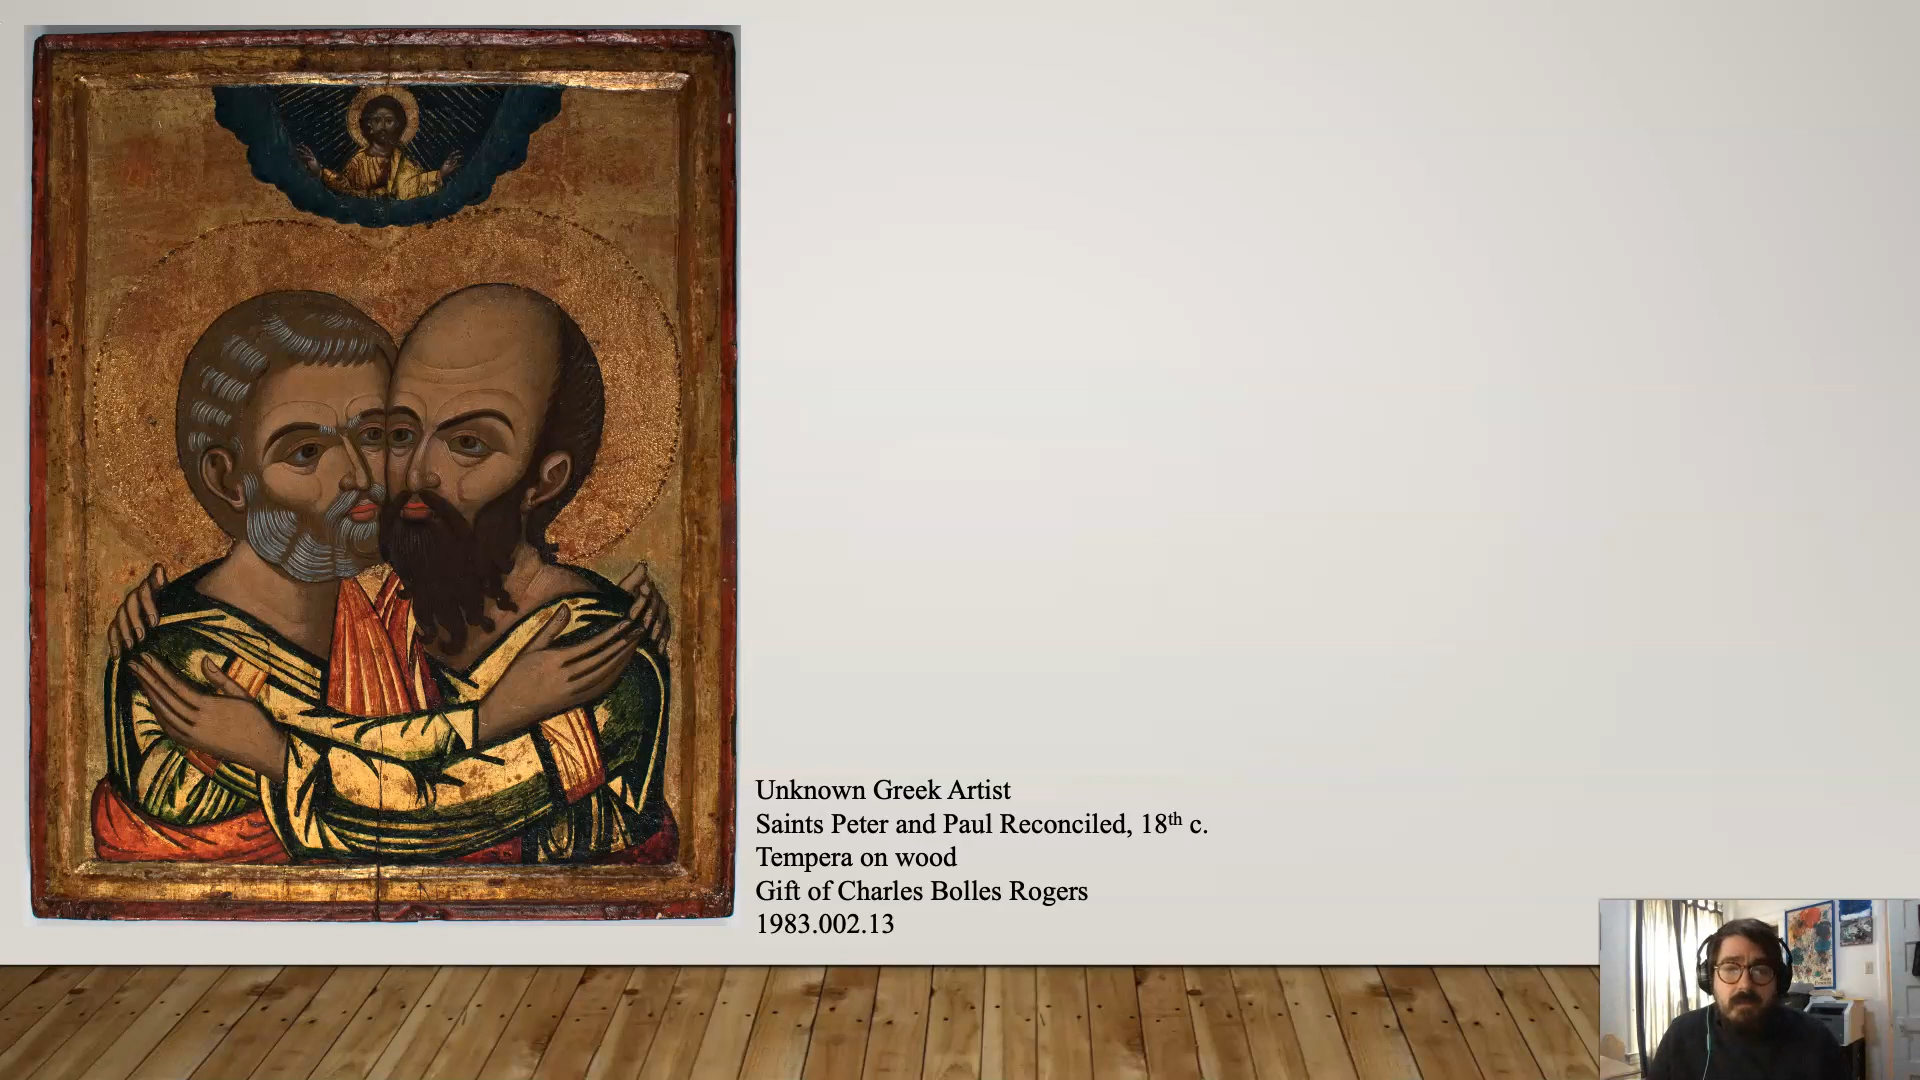 Unknown Greek Artist
Saints Peter and Paul Reconciled, 18th c.
Tempera on wood
Gift of Charles Bolles Rogers
1983.002.13